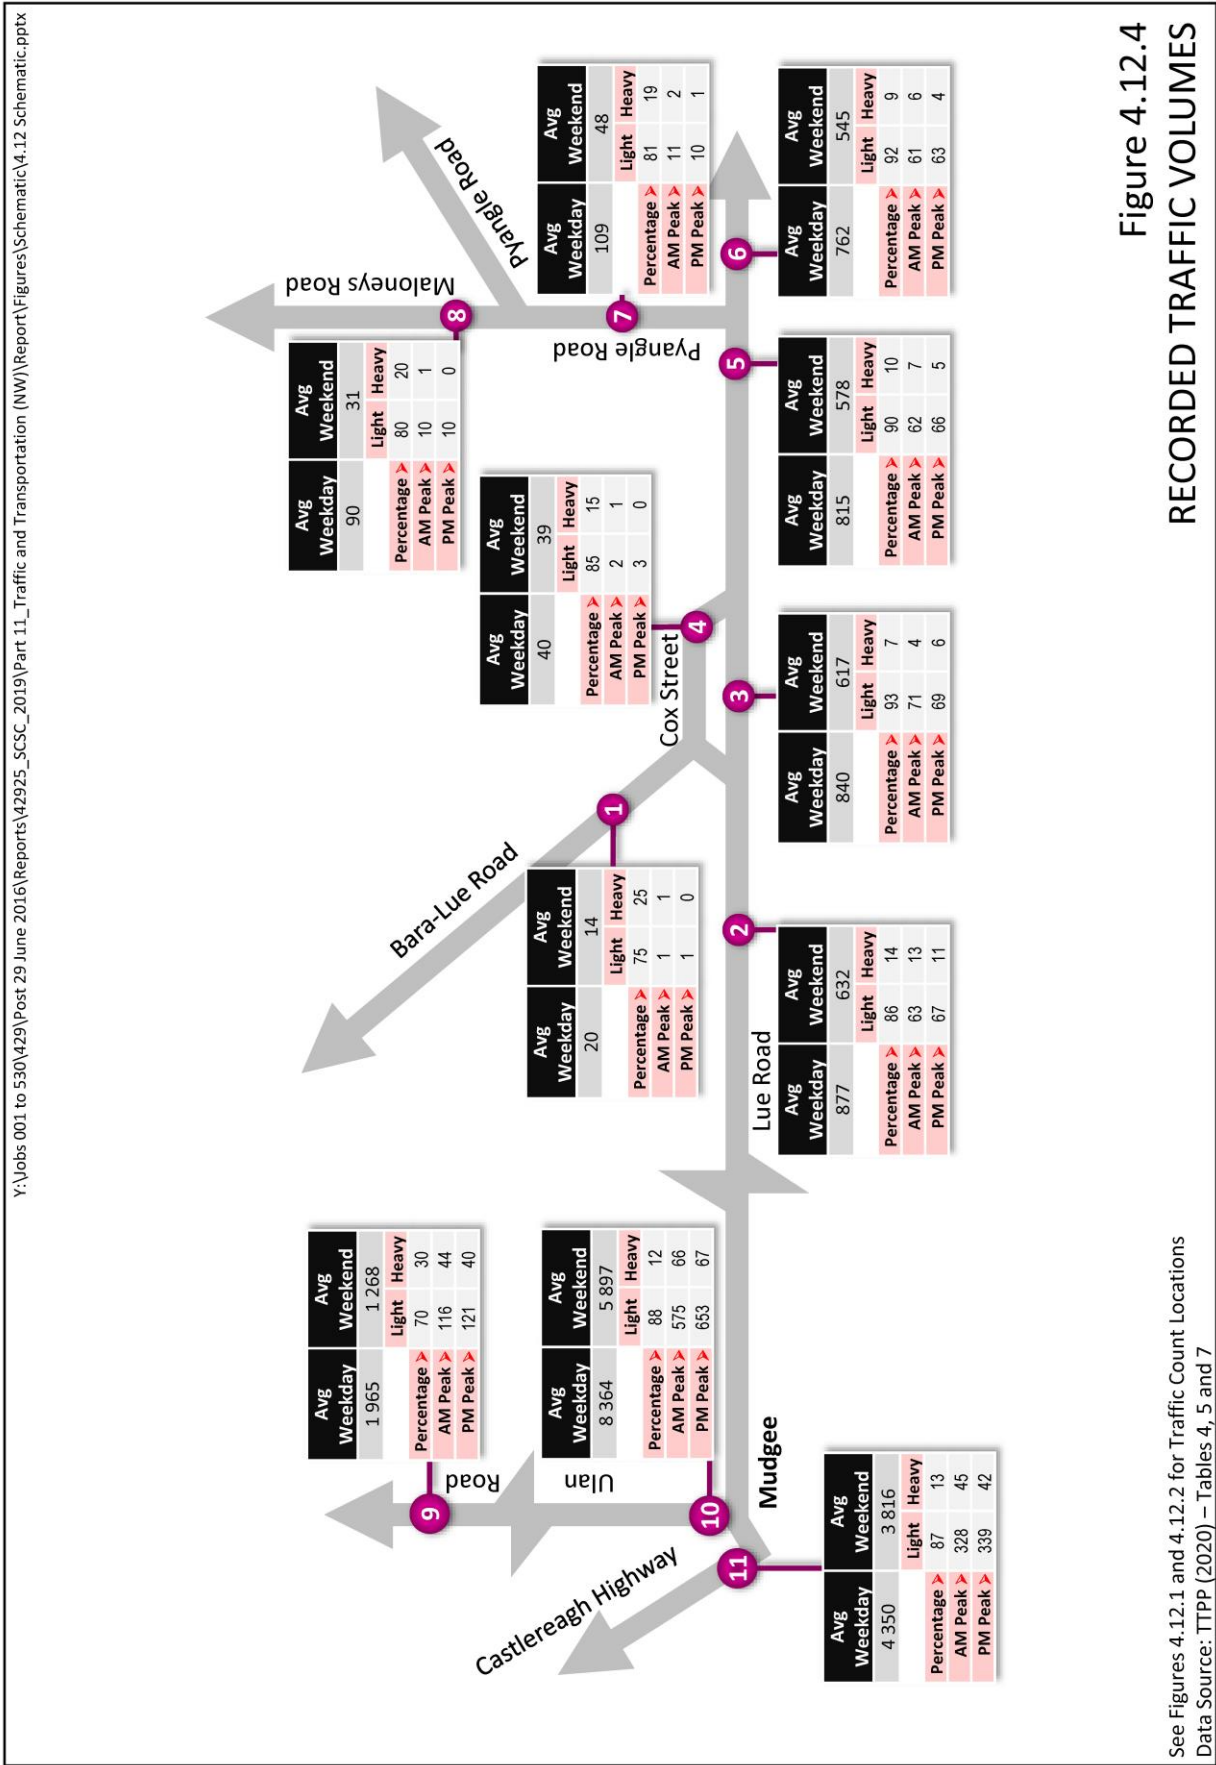 Y:\Jobs 001 to 530\429\Post 29 June 2016\Reports\42925_SCSC_2019\Part 11_Traffic and Transportation (NW)\Report\Figures\Schematic\4.12 Schematic.pptx
Avg Weekday Avg Weekend
1 965 1 268
Light Heavy
Percentage 70 30
AM Peak 116 44
PM Peak 121 40
9
Road
Ulan
Avg Weekday Avg Weekend
8 364 5 897
Light Heavy
Percentage 88 12
AM Peak 575 66
PM Peak 653 67
10
Castlereagh Highway
11
Mudgee
Avg Weekday Avg Weekend
4 350 3 816
Light Heavy
Percentage 87 13
AM Peak 328 45
PM Peak 339 42
Bara-Lue Road
1
Avg Weekday Avg Weekend
20 14
Light Heavy
Percentage 75 25
AM Peak 1 1
PM Peak 1 0
Lue Road
2
Avg Weekday Avg Weekend
877 632
Light Heavy
Percentage 86 14
AM Peak 63 13
PM Peak 67 11
3
Avg Weekday Avg Weekend
840 617
Light Heavy
Percentage 93 7
AM Peak 71 4
PM Peak 69 6
Avg Weekday Avg Weekend
40 39
Light Heavy
Percentage 85 15
AM Peak 2 1
PM Peak 3 0
Cox Street
4
Avg Weekday Avg Weekend
90 31
Light Heavy
Percentage 80 20
AM Peak 10 1
PM Peak 10 0
Maloneys Road
8
Pyangle Road
Pyangle Road
7
Avg Weekday Avg Weekend
109 48
Light Heavy
Percentage 81 19
AM Peak 11 2
PM Peak 10 1
5
Avg Weekday Avg Weekend
815 578
Light Heavy
Percentage 90 10
AM Peak 62 7
PM Peak 66 5
6
Avg Weekday Avg Weekend
762 545
Light Heavy
Percentage 92 9
AM Peak 61 6
PM Peak 63 4
See Figures 4.12.1 and 4.12.2 for Traffic Count Locations
Data Source: TTPP (2020) – Tables 4, 5 and 7
Figure 4.12.4
RECORDED TRAFFIC VOLUMES